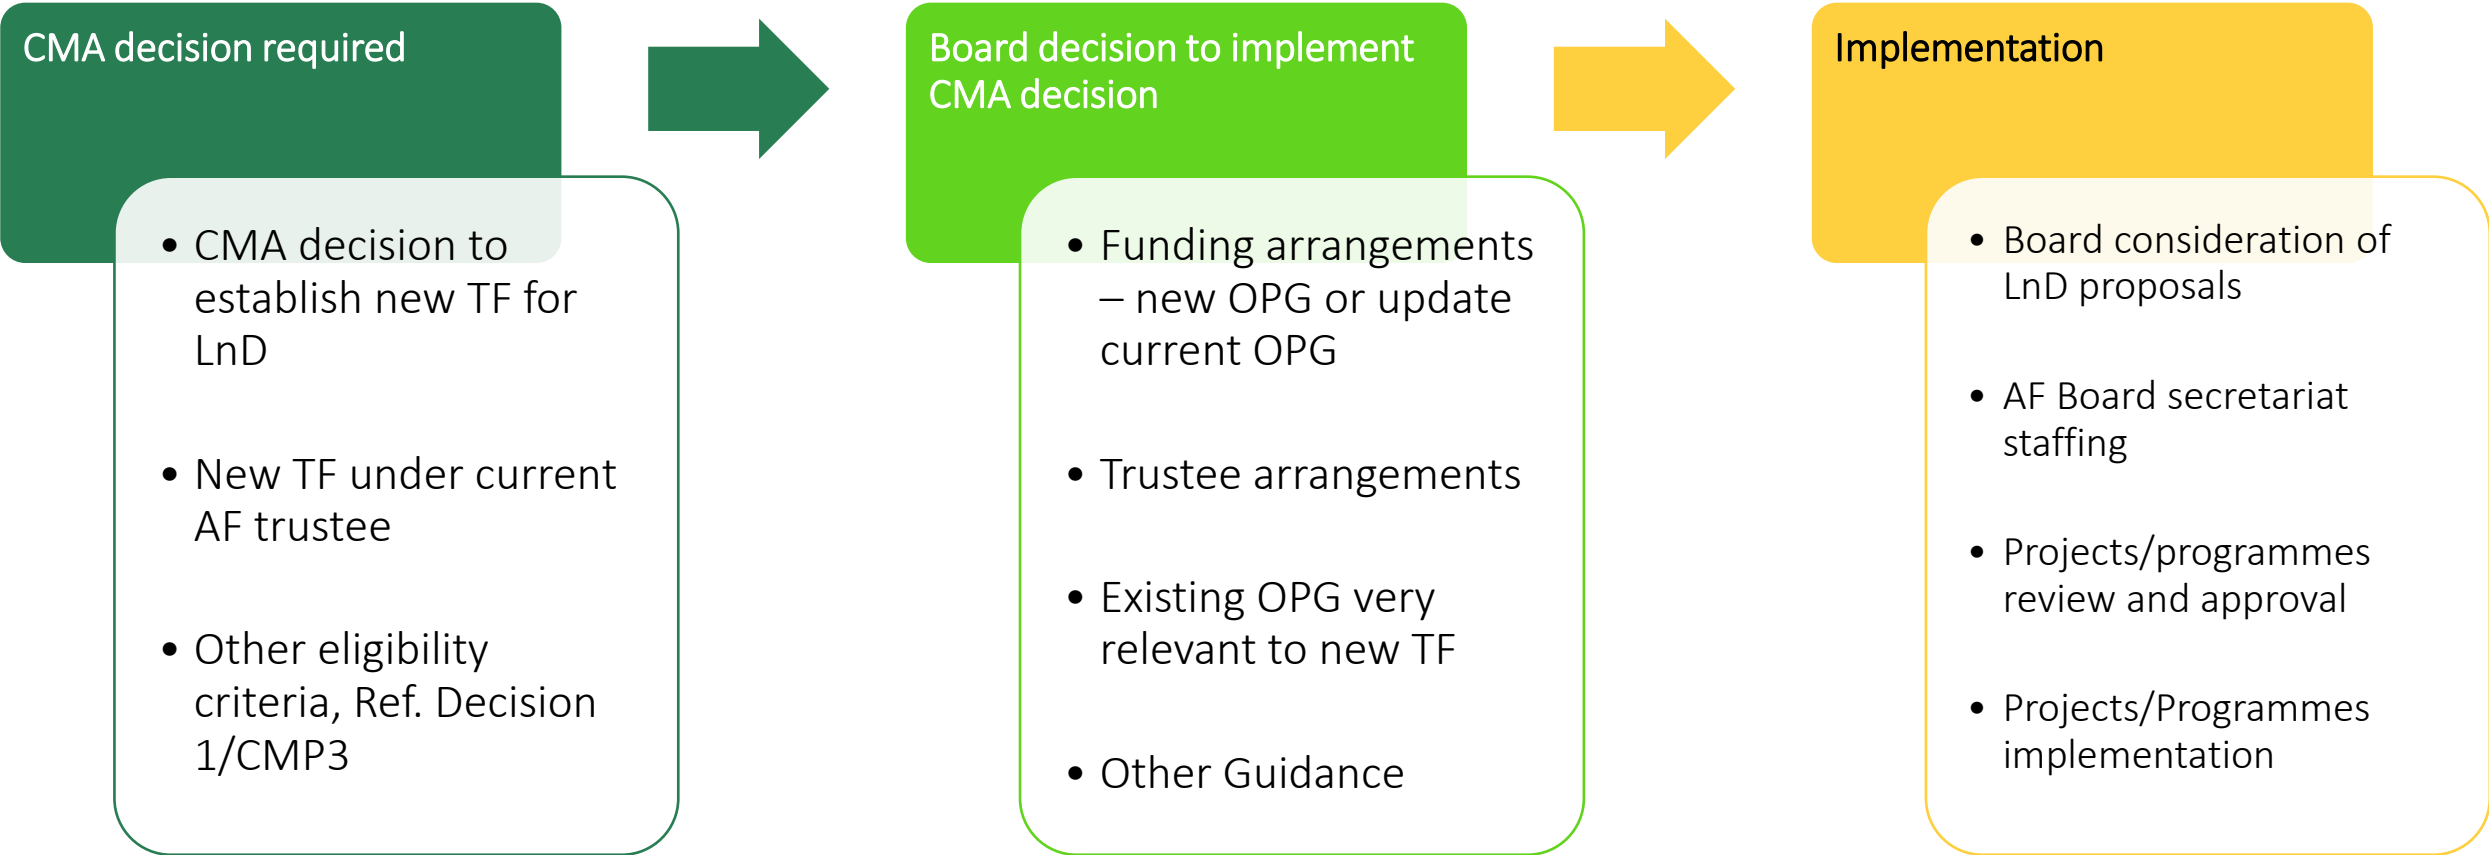 CMA decision required
• CMA decision to
establish new TF for
LnD
• New TF under current
AF trustee
• Other eligibility
criteria, Ref. Decision
1/CMP3
Board decision to implement
CMA decision
• Funding arrangements
– new OPG or update
current OPG
• Trustee arrangements
• Existing OPG very
relevant to new TF
• Other Guidance
Implementation
• Board consideration of
LnD proposals
• AF Board secretariat
staffing
• Projects/programmes
review and approval
• Projects/Programmes
implementation